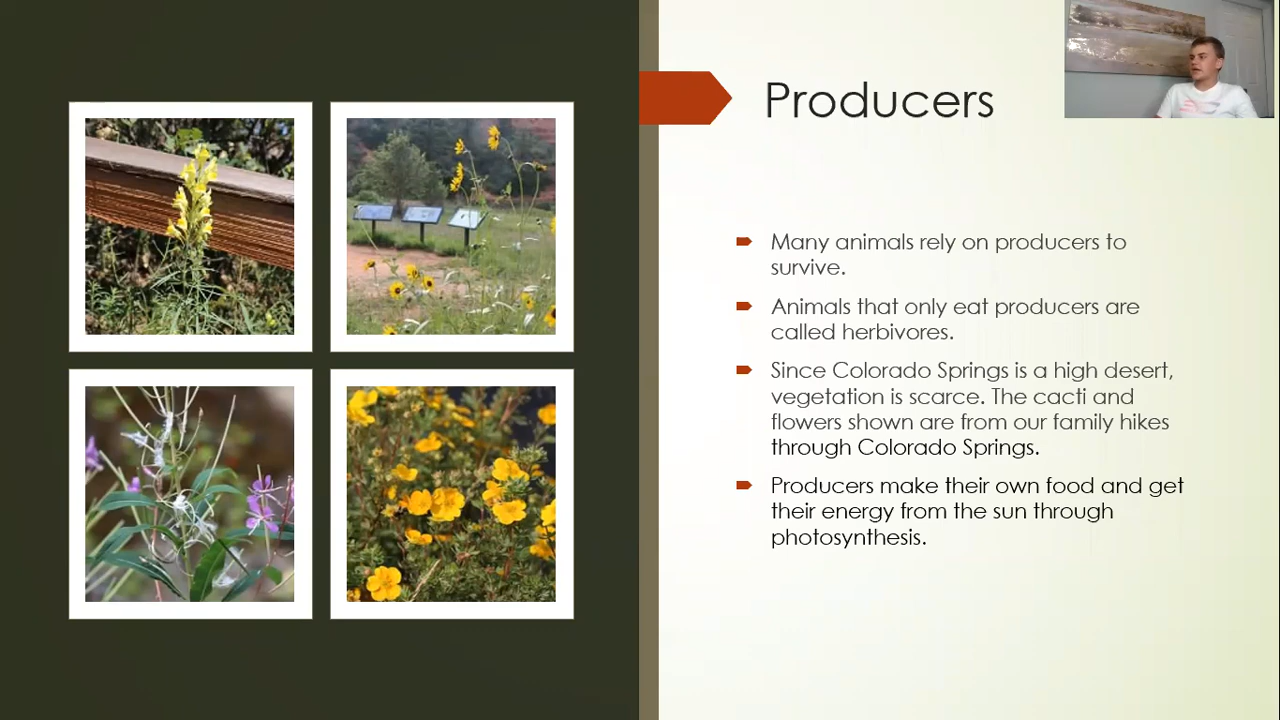 Producers
Many animals rely on producers to
survive.
Animals that only eat producers are
called herbivores.
Since Colorado Springs is a high desert,
vegetation is scarce. The cacti and
flowers shown are from our family hikes
through Colorado Springs.
Producers make their own food and get
their energy from the sun through
photosynthesis.